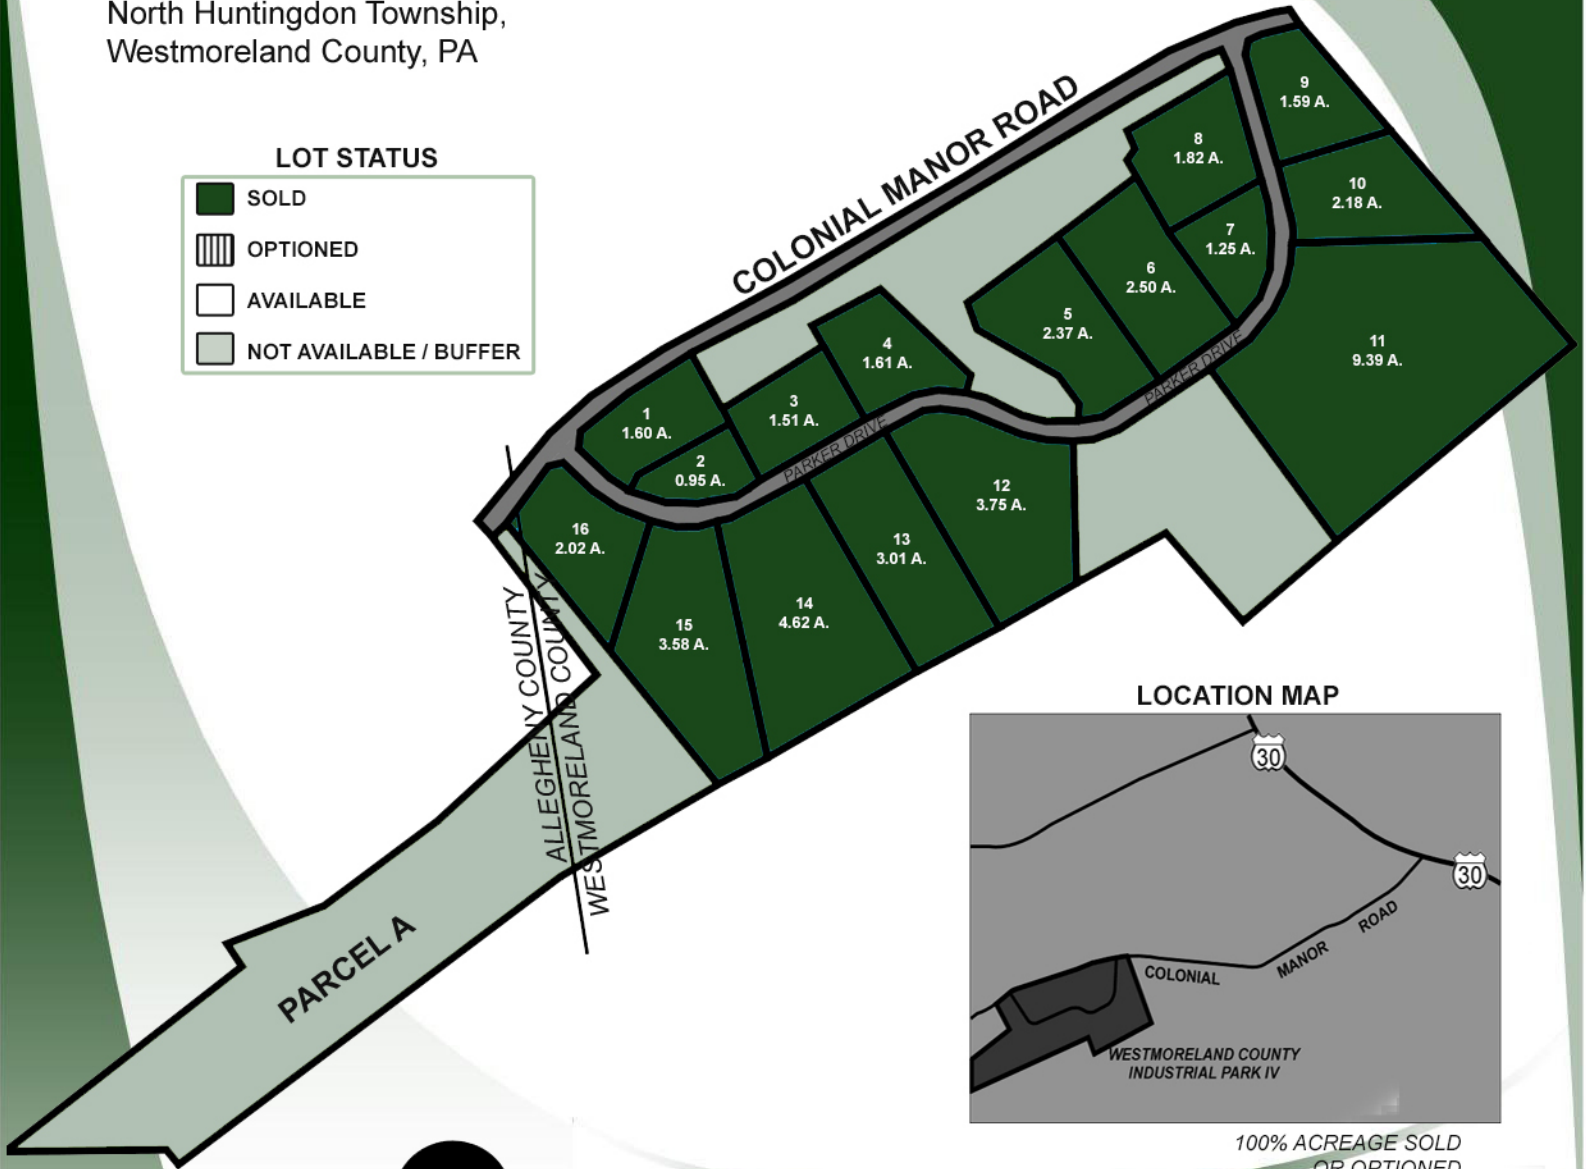 North Huntingdon Township,
Westmoreland County, PA
LOT STATUS
SOLD
OPTIONED
AVAILABLE
NOT AVAILABLE / BUFFER
COLONIAL MANOR ROAD
9
1.59 A.
8
1.82 A.
10
2.18 A.
7
1.25 A.
6
2.50 A.
5
2.37 A.
11
9.39 A.
4
1.61 A.
3
1.51 A.
1
1.60 A.
2
0.95 A.
PARKER DRIVE
PARKER DRIVE
12
3.75 A.
13
3.01 A.
16
2.02 A.
14
4.62 A.
15
3.58 A.
ALLEGHENY COUNTY
WESTMORELAND COUNTY
PARCEL A
LOCATION MAP
30
30
COLONIAL
MANOR
ROAD
WESTMORELAND COUNTY
INDUSTRIAL PARK IV
100% ACREAGE SOLD
OR OPTIONED